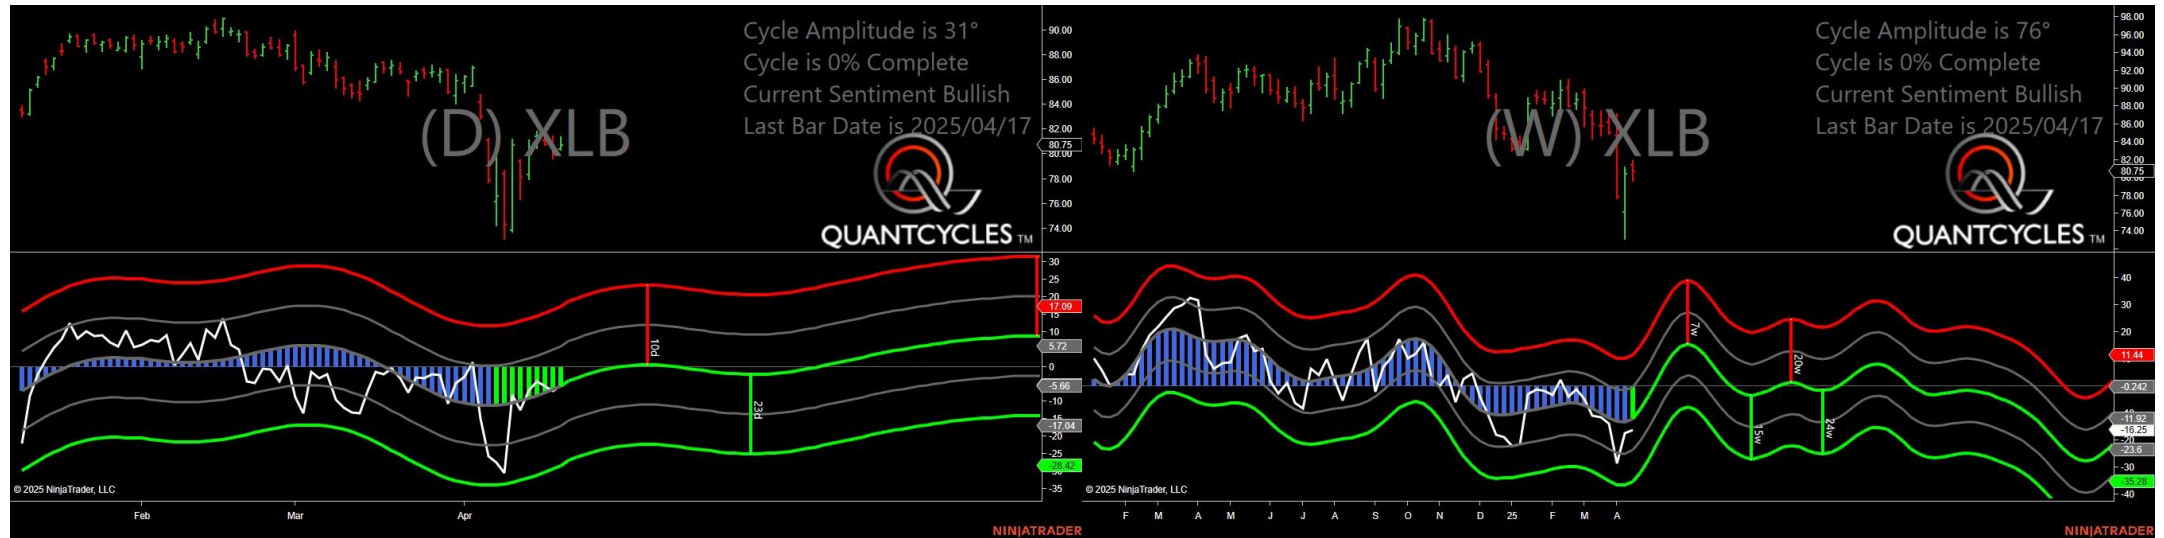 Cycle Amplitude is 31°
Cycle is 0% Complete
Current Sentiment Bullish
Last Bar Date is 2025/04/17
(D) XLB
QUANTCYCLES TM
90.00
88.00
86.00
84.00
82.00
80.75
80.00
78.00
76.00
74.00
30
25
20
17.09
15
10
5.72
0
-5.66
-10
-15
-17.04
-20
-25
-28.42
-35
10d
23d
© 2025 NinjaTrader, LLC
Feb Mar Apr
NINJATRADER
Cycle Amplitude is 76°
Cycle is 0% Complete
Current Sentiment Bullish
Last Bar Date is 2025/04/17
(W) XLB
QUANTCYCLES TM
98.00
96.00
94.00
92.00
90.00
88.00
86.00
84.00
82.00
80.75
78.00
76.00
74.00
40
30
20
11.44
-0.242
-11.92
-16.25
-20
-23.6
-30
-35.28
-40
7w
20w
15w
24w
© 2025 NinjaTrader, LLC
F M A M J J A S O N D 25 F M A
NINJATRADER